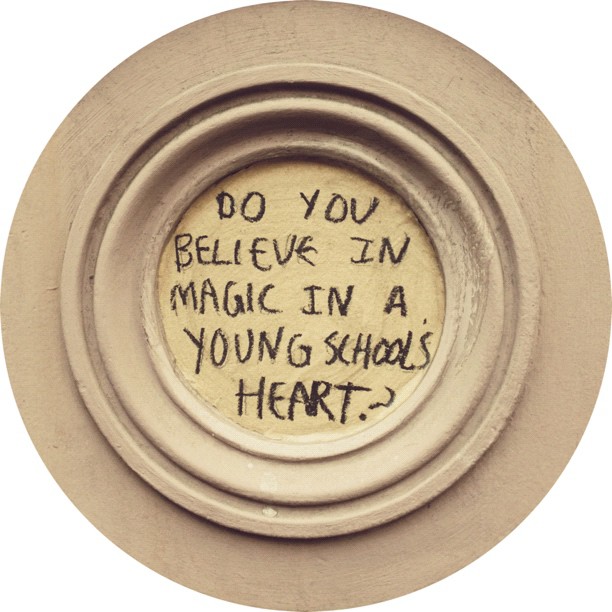 DO YOU
BELIEVE IN
MAGIC IN A
YOUNG SCHOOL'S
HEART.?